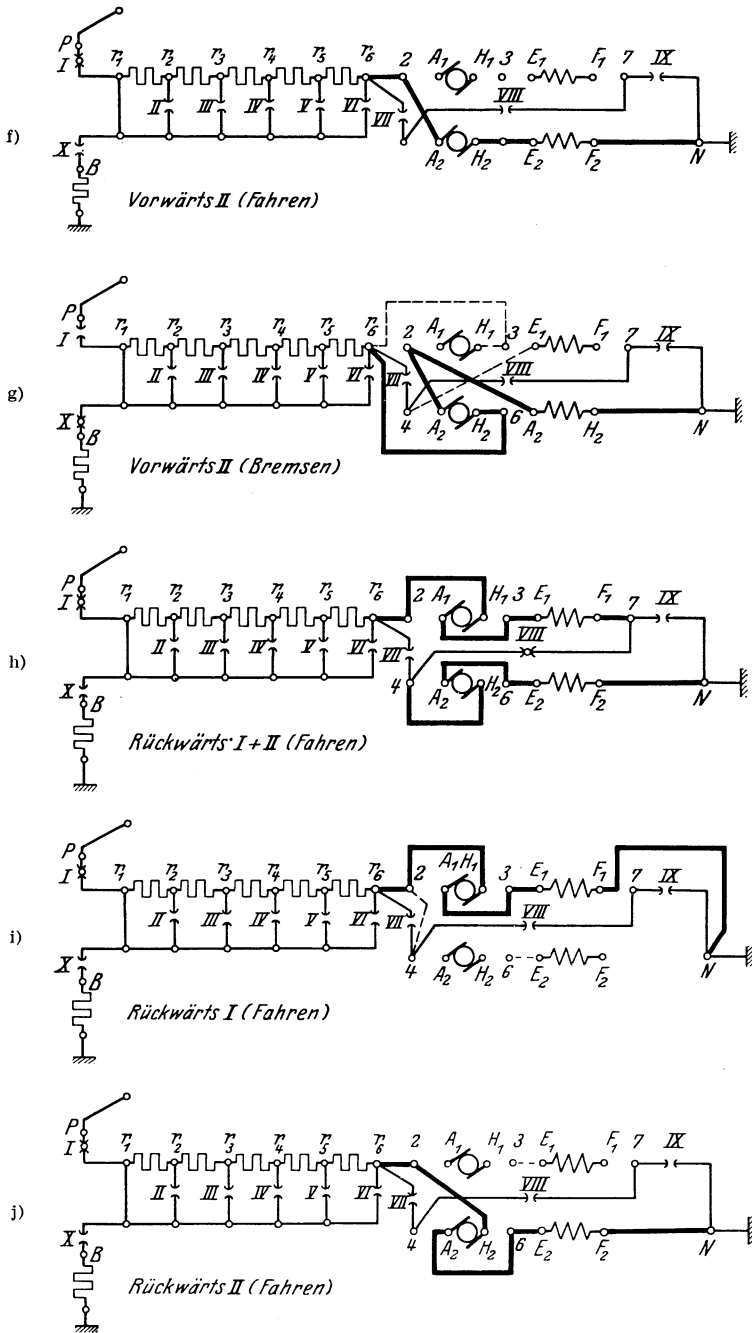 P
I
r1 r2 r3 r4 r5 r6 2 A1 H1 3 E1 F1 7 IX
II III IV V VI VII VIII
f)
X
B
A2 H2 E2 F2 N
Vorwärts II (Fahren)
P
I
r1 r2 r3 r4 r5 r6 2 A1 H1 3 E1 F1 7 IX
II III IV V VI VII VIII
g)
X
B
4 A2 H2 6 A2 H2 N
Vorwärts II (Bremsen)
P
I
r1 r2 r3 r4 r5 r6 2 A1 H1 3 E1 F1 7 IX
II III IV V VI VII VIII
h)
X
B
4 A2 H2 6 E2 F2 N
Rückwärts I + II (Fahren)
P
I
r1 r2 r3 r4 r5 r6 2 A1 H1 3 E1 F1 7 IX
II III IV V VI VII VIII
i)
X
B
4 A2 H2 6 E2 F2 N
Rückwärts I (Fahren)
P
I
r1 r2 r3 r4 r5 r6 2 A1 H1 3 E1 F1 7 IX
II III IV V VI VII VIII
j)
X
B
4 A2 H2 6 E2 F2 N
Rückwärts II (Fahren)